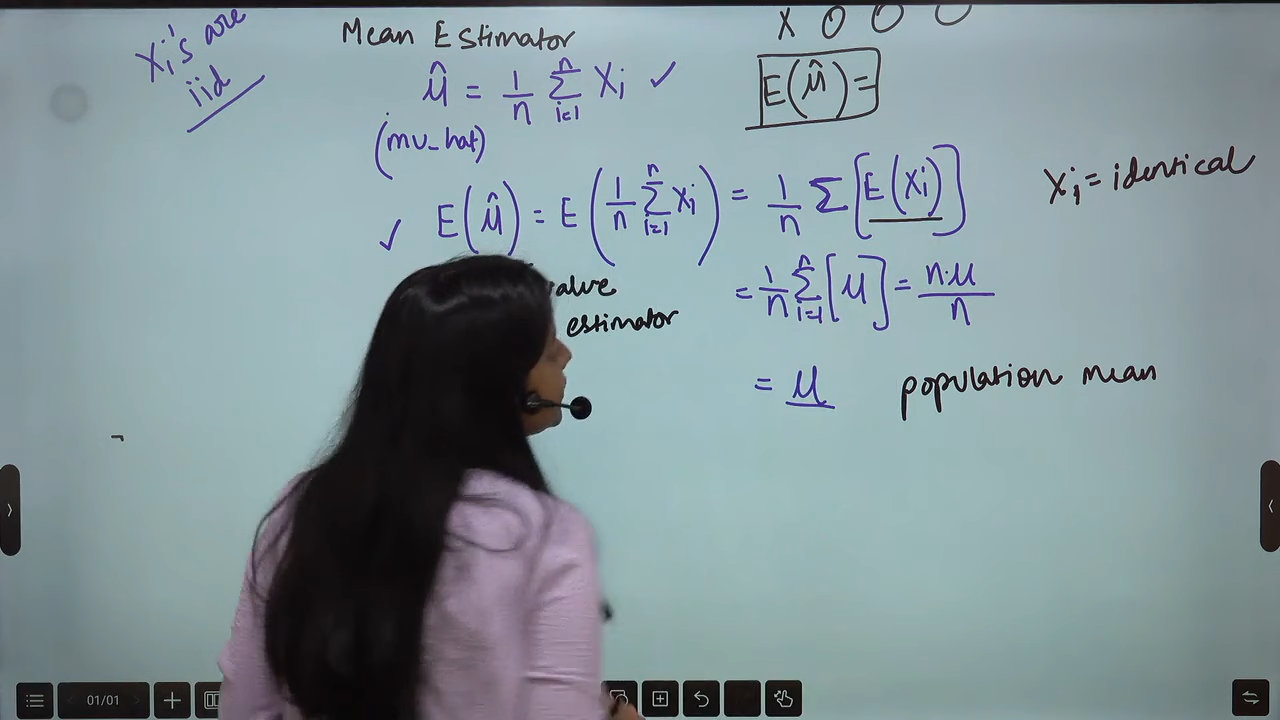 Xi's are
iid
Mean Estimator
X O O O
μ̂ = 1/n Σ_{i=1}^{n} Xi ✓
(mu_hat)
E(μ̂) =
✓ E(μ̂) = E(1/n Σ_{i=1}^{n} Xi) = 1/n Σ [E(Xi)]
Xi = identical
value
estimator
= 1/n Σ_{i=1}^{n} [μ] = n·μ/n
= μ population mean
01/01